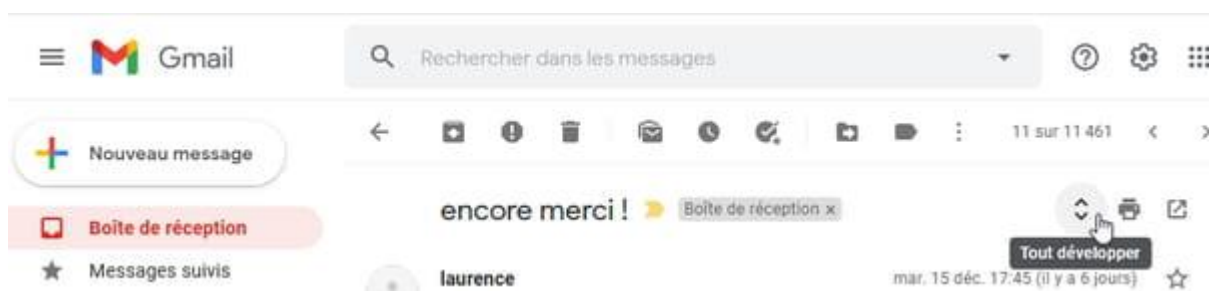 Gmail
Rechercher dans les messages
Nouveau message
11 sur 11 461
encore merci !
Boîte de réception x
Boîte de réception
Tout développer
Messages suivis
laurence
mar. 15 déc. 17:45 (il y a 6 jours)